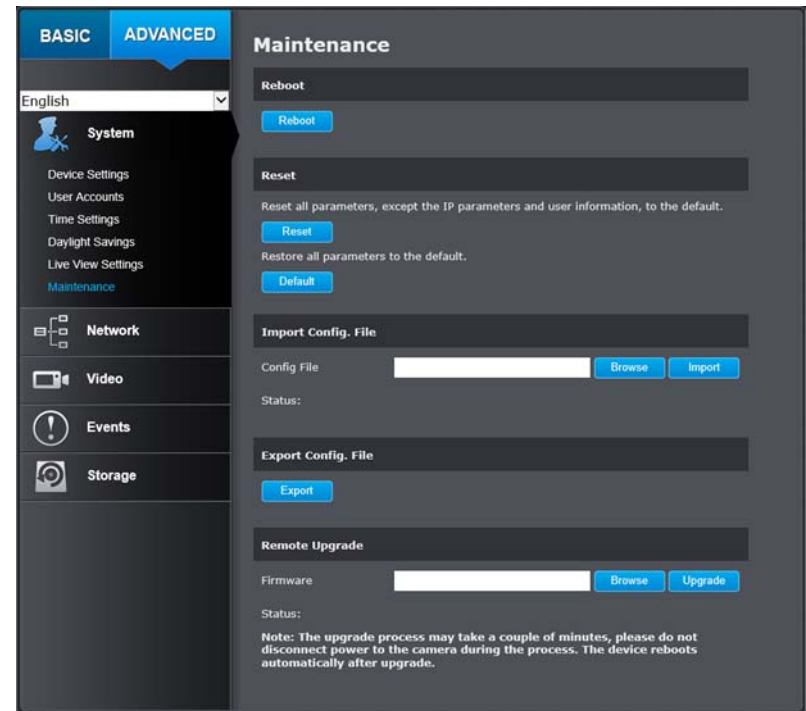 BASIC
ADVANCED
English
System
Device Settings
User Accounts
Time Settings
Daylight Savings
Live View Settings
Maintenance
Network
Video
Events
Storage
Maintenance
Reboot
Reboot
Reset
Reset all parameters, except the IP parameters and user information, to the default.
Reset
Restore all parameters to the default.
Default
Import Config. File
Config File
Browse
Import
Status:
Export Config. File
Export
Remote Upgrade
Firmware
Browse
Upgrade
Status:
Note: The upgrade process may take a couple of minutes, please do not
disconnect power to the camera during the process. The device reboots
automatically after upgrade.